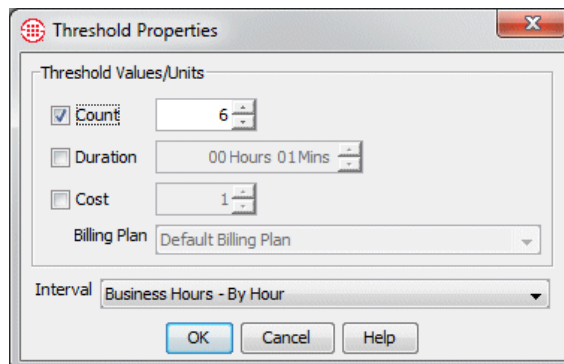 Threshold Properties
Threshold Values/Units
Count 6
Duration 00 Hours 01 Mins
Cost 1
Billing Plan Default Billing Plan
Interval Business Hours - By Hour
OK Cancel Help